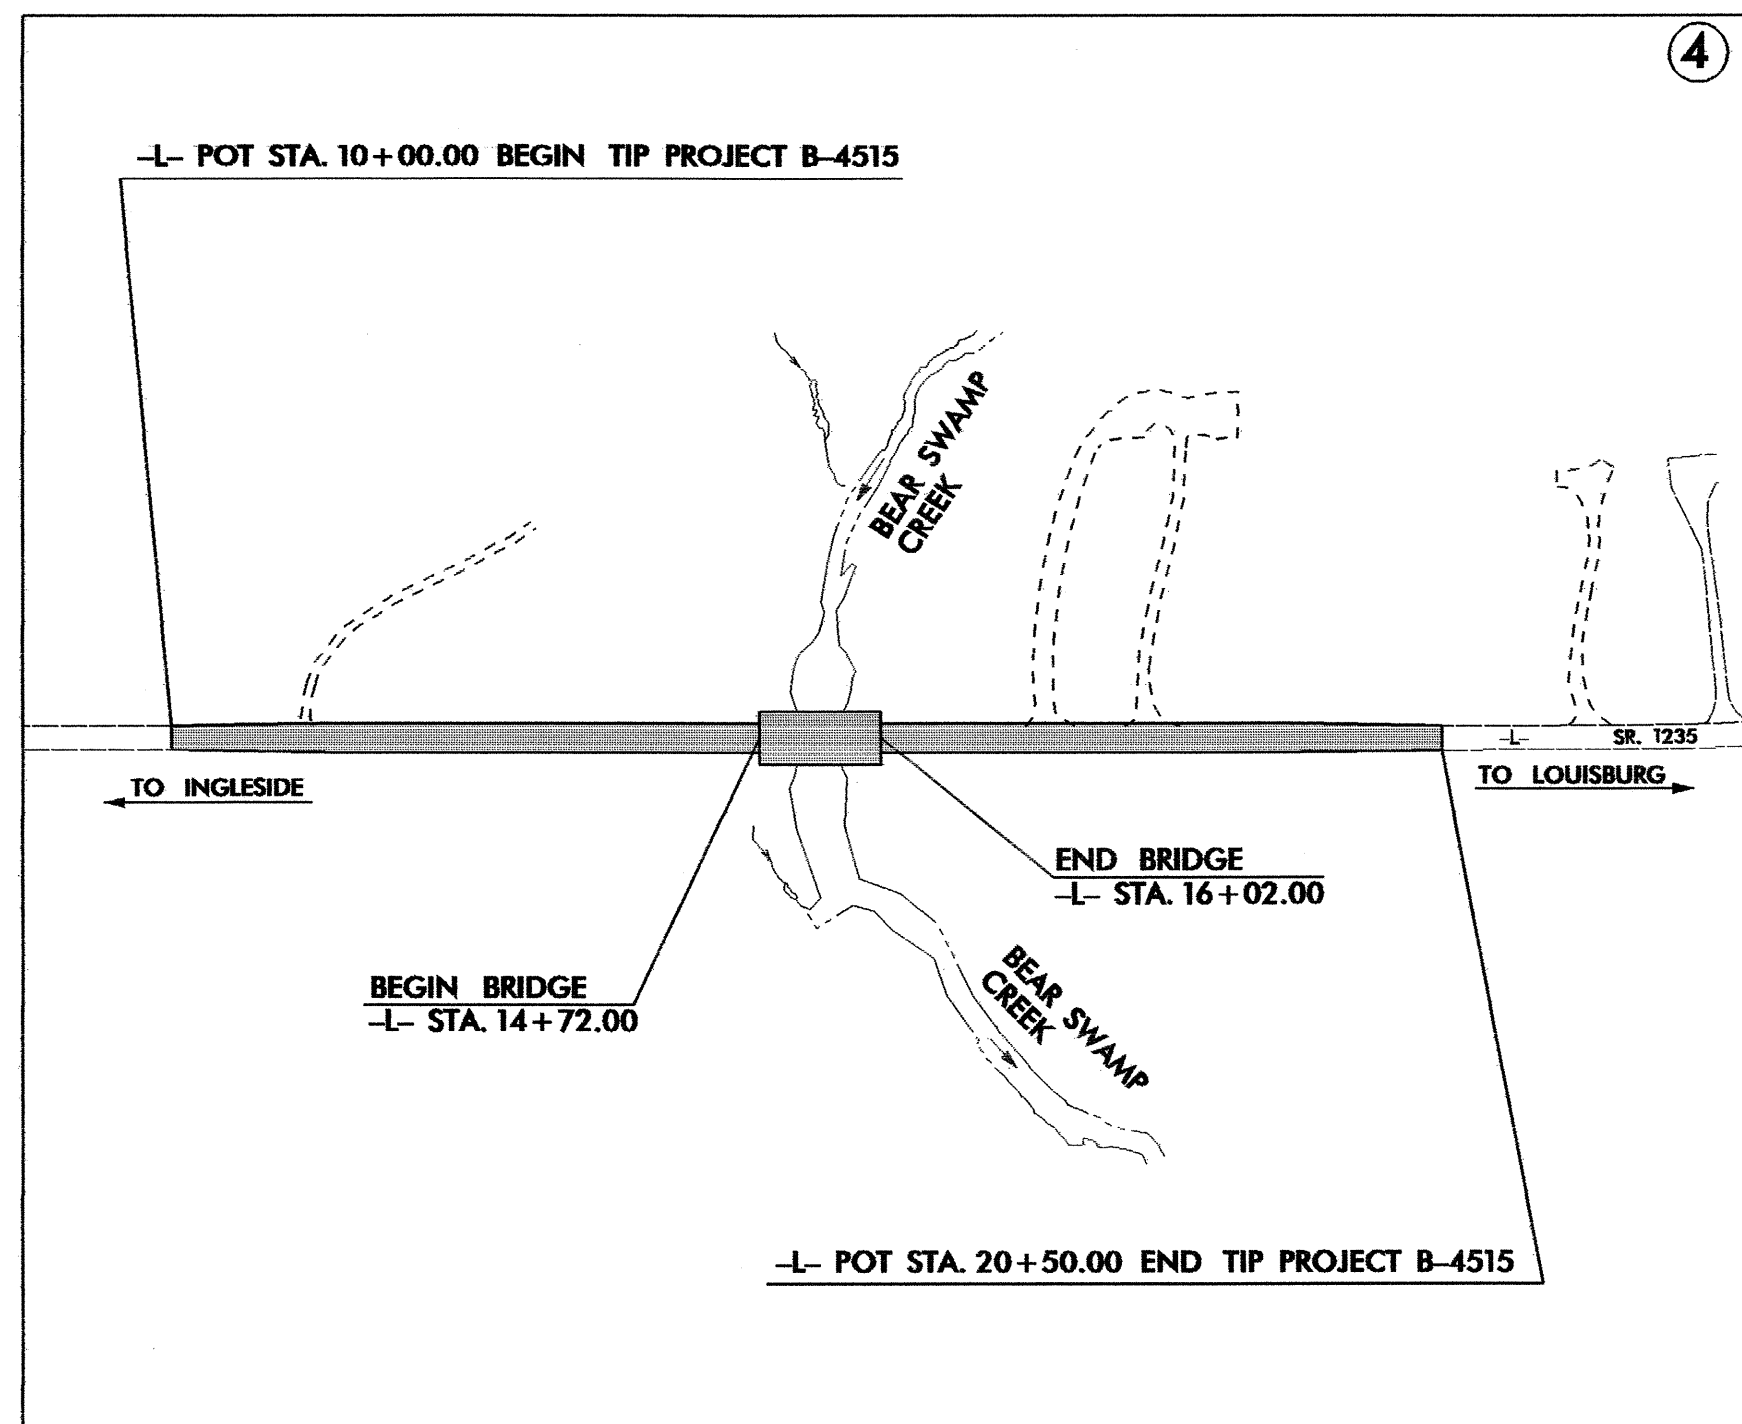 4
-L- POT STA. 10+00.00 BEGIN TIP PROJECT B-4515
BEAR SWAMP
CREEK
-L-
SR. 1235
TO INGLESIDE
TO LOUISBURG
END BRIDGE
-L- STA. 16+02.00
BEGIN BRIDGE
-L- STA. 14+72.00
BEAR SWAMP
CREEK
-L- POT STA. 20+50.00 END TIP PROJECT B-4515